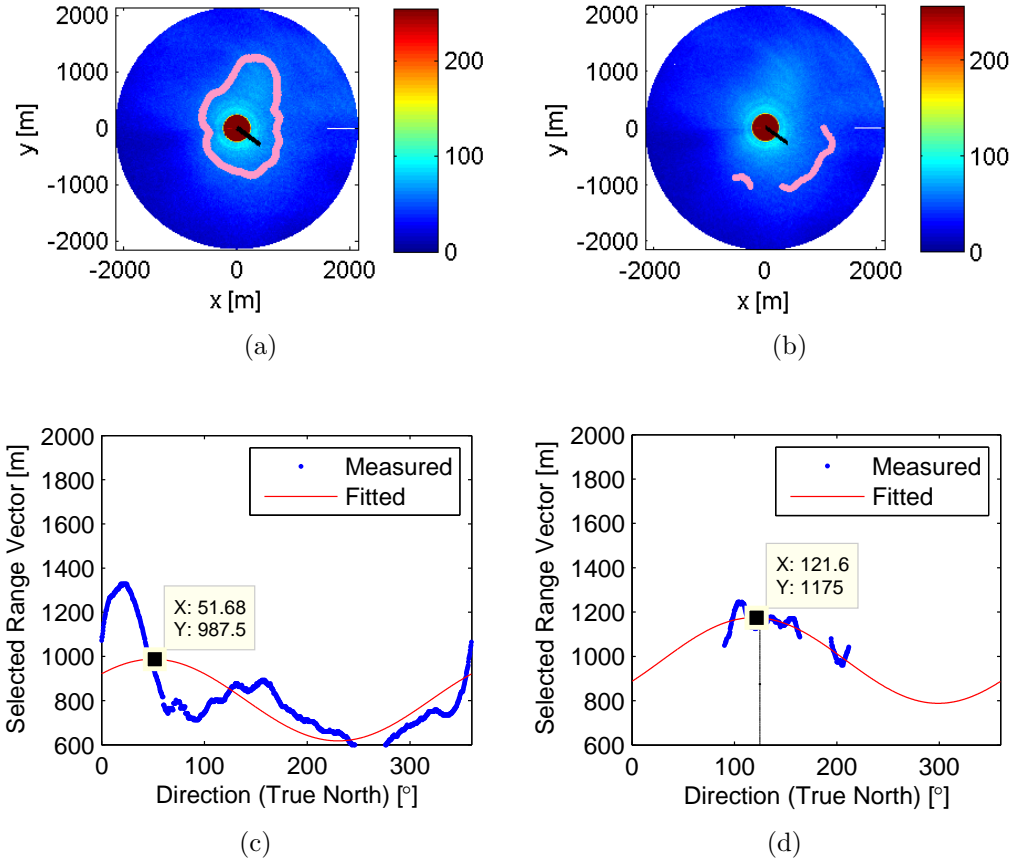 2000
1000
0
-1000
-2000
y [m]
-2000
0
2000
x [m]
200
100
0
(a)
2000
1000
0
-1000
-2000
y [m]
-2000
0
2000
x [m]
200
100
0
(b)
2000
1800
1600
1400
1200
1000
800
600
Selected Range Vector [m]
Measured
Fitted
X: 51.68
Y: 987.5
0
100
200
300
Direction (True North) [°]
(c)
2000
1800
1600
1400
1200
1000
800
600
Selected Range Vector [m]
Measured
Fitted
X: 121.6
Y: 1175
0
100
200
300
Direction (True North) [°]
(d)